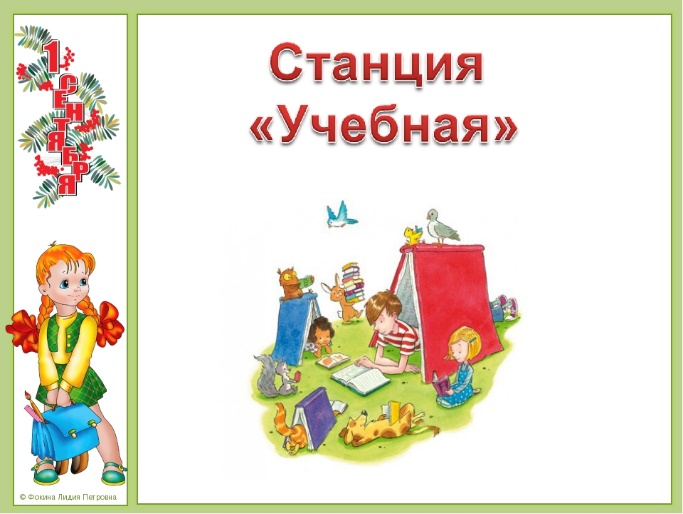 1
СЕНТЯБРЯ
Станция
«Учебная»
© Фокина Лидия Петровна